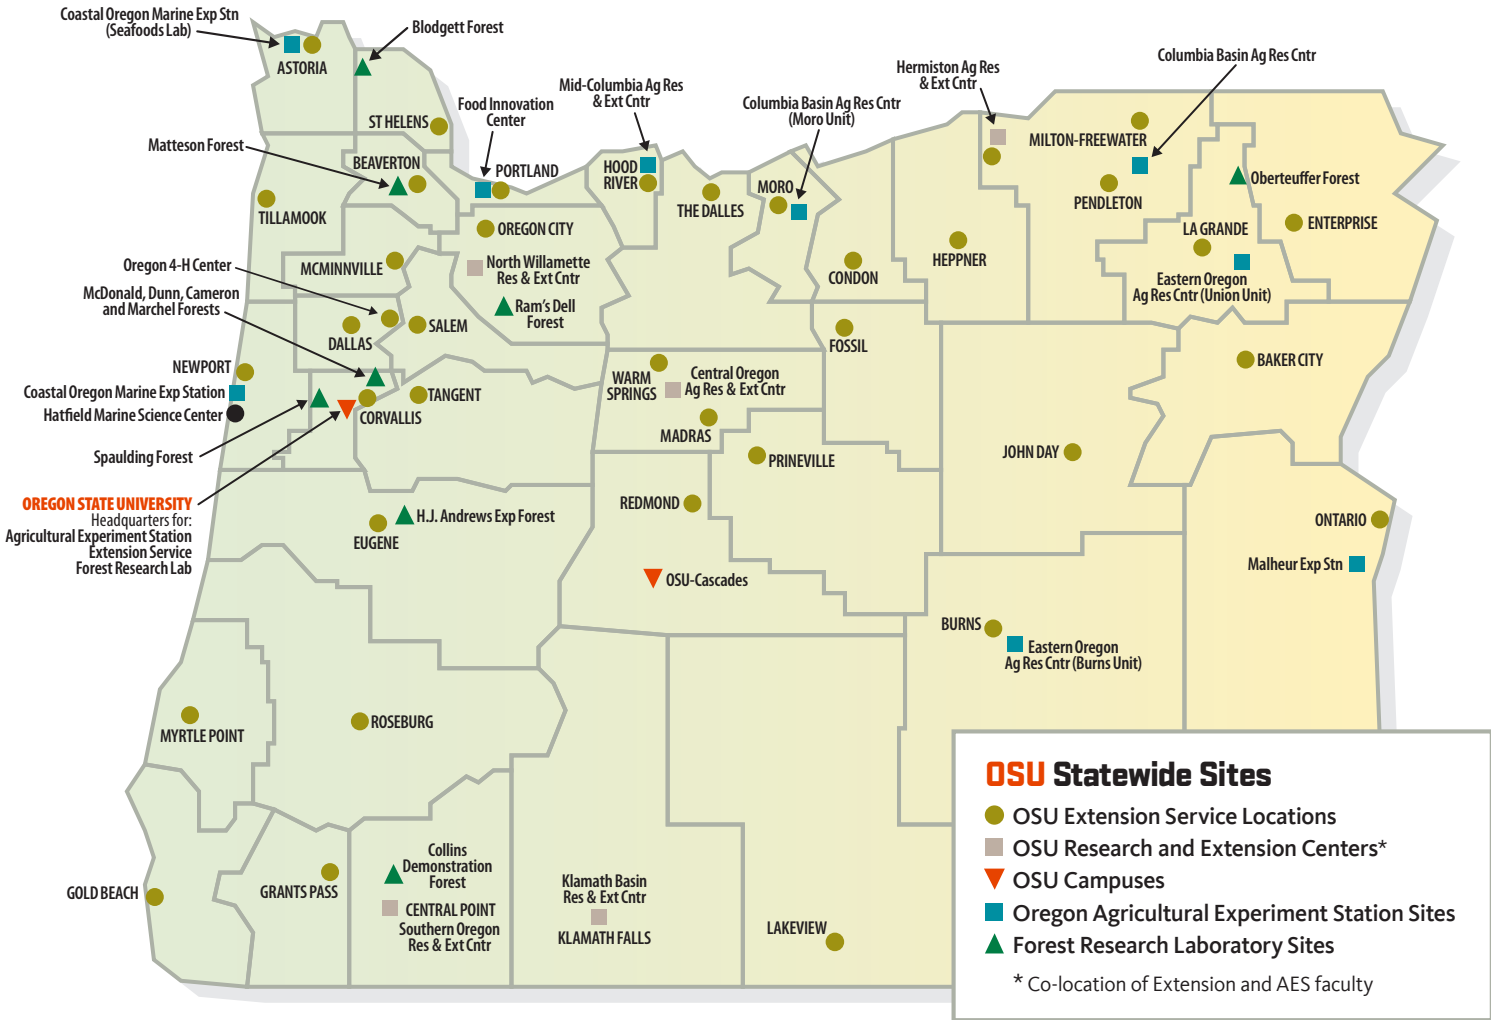 Coastal Oregon Marine Exp Stn
(Seafoods Lab)
ASTORIA
Blodgett Forest
ST HELENS
Matteson Forest
BEAVERTON
Food Innovation
Center
PORTLAND
Mid-Columbia Ag Res
& Ext Cntr
HOOD
RIVER
THE DALLES
Columbia Basin Ag Res Cntr
(Moro Unit)
MORO
Hermiston Ag Res
& Ext Cntr
Columbia Basin Ag Res Cntr
MILTON-FREEWATER
PENDLETON
Oberteuffer Forest
ENTERPRISE
LA GRANDE
Eastern Oregon
Ag Res Cntr (Union Unit)
TILLAMOOK
OREGON CITY
North Willamette
Res & Ext Cntr
Ram's Dell
Forest
MCMINNVILLE
Oregon 4-H Center
McDonald, Dunn, Cameron
and Marchel Forests
SALEM
DALLAS
CONDON
HEPPNER
FOSSIL
BAKER CITY
NEWPORT
Coastal Oregon Marine Exp Station
Hatfield Marine Science Center
TANGENT
CORVALLIS
WARM
SPRINGS
Central Oregon
Ag Res & Ext Cntr
MADRAS
PRINEVILLE
JOHN DAY
Spaulding Forest
OREGON STATE UNIVERSITY
Headquarters for:
Agricultural Experiment Station
Extension Service
Forest Research Lab
H.J. Andrews Exp Forest
EUGENE
REDMOND
OSU-Cascades
ONTARIO
Malheur Exp Stn
BURNS
Eastern Oregon
Ag Res Cntr (Burns Unit)
MYRTLE POINT
ROSEBURG
GOLD BEACH
GRANTS PASS
Collins
Demonstration
Forest
CENTRAL POINT
Southern Oregon
Res & Ext Cntr
Klamath Basin
Res & Ext Cntr
KLAMATH FALLS
LAKEVIEW
OSU Statewide Sites
OSU Extension Service Locations
OSU Research and Extension Centers*
OSU Campuses
Oregon Agricultural Experiment Station Sites
Forest Research Laboratory Sites
* Co-location of Extension and AES faculty